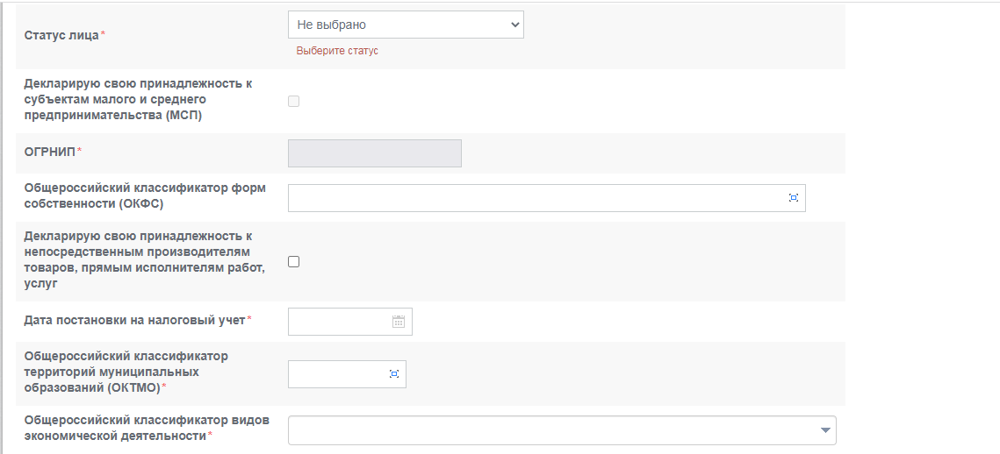 Статус лица*
Не выбрано
Выберите статус
Декларирую свою принадлежность к
субъектам малого и среднего
предпринимательства (МСП)
ОГРНИП*
Общероссийский классификатор форм
собственности (ОКФС)
Декларирую свою принадлежность к
непосредственным производителям
товаров, прямым исполнителям работ,
услуг
Дата постановки на налоговый учет*
Общероссийский классификатор
территорий муниципальных
образований (ОКТМО)*
Общероссийский классификатор видов
экономической деятельности*